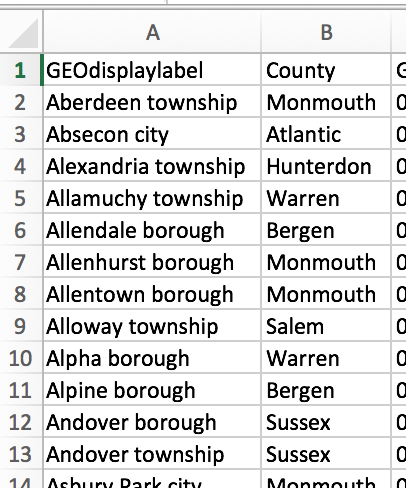 A B
1 GEOdisplaylabel County
2 Aberdeen township Monmouth 0
3 Absecon city Atlantic 0
4 Alexandria township Hunterdon 0
5 Allamuchy township Warren 0
6 Allendale borough Bergen 0
7 Allenhurst borough Monmouth 0
8 Allentown borough Monmouth 0
9 Alloway township Salem 0
10 Alpha borough Warren 0
11 Alpine borough Bergen 0
12 Andover borough Sussex 0
13 Andover township Sussex 0
14 Asbury Park city Monmouth 0